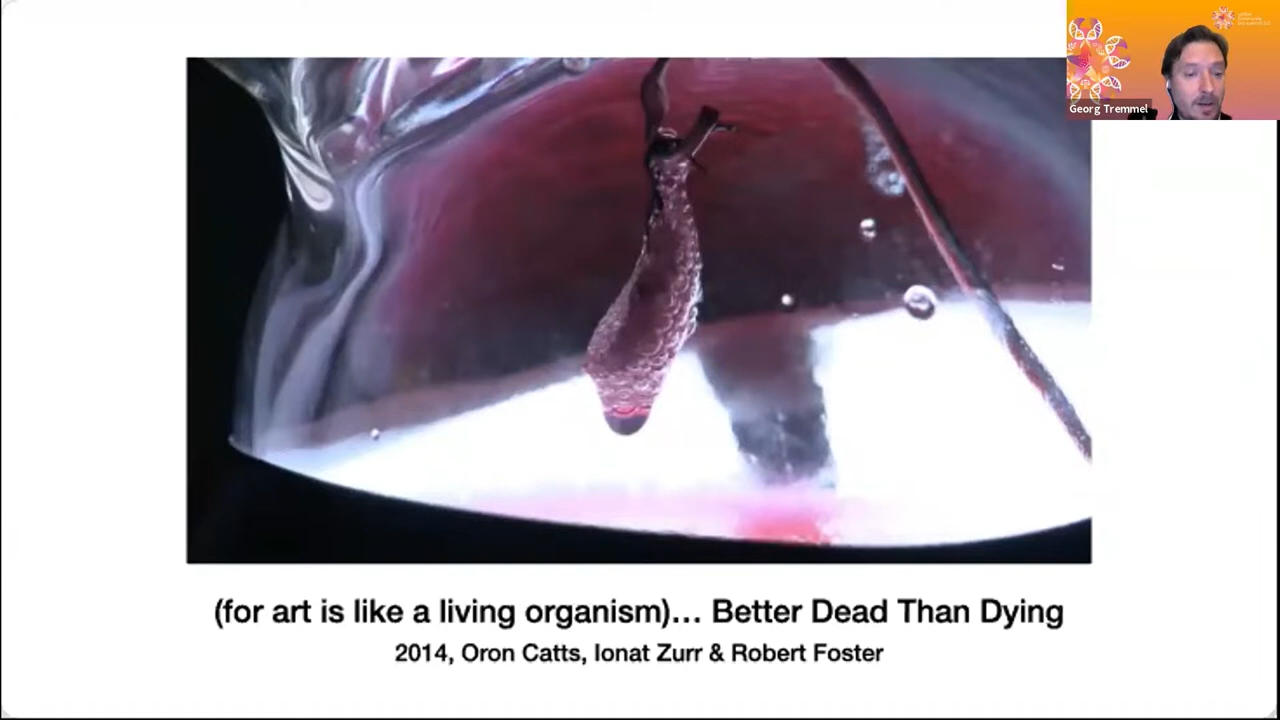 Georg Tremmel
(for art is like a living organism)… Better Dead Than Dying
2014, Oron Catts, Ionat Zurr & Robert Foster